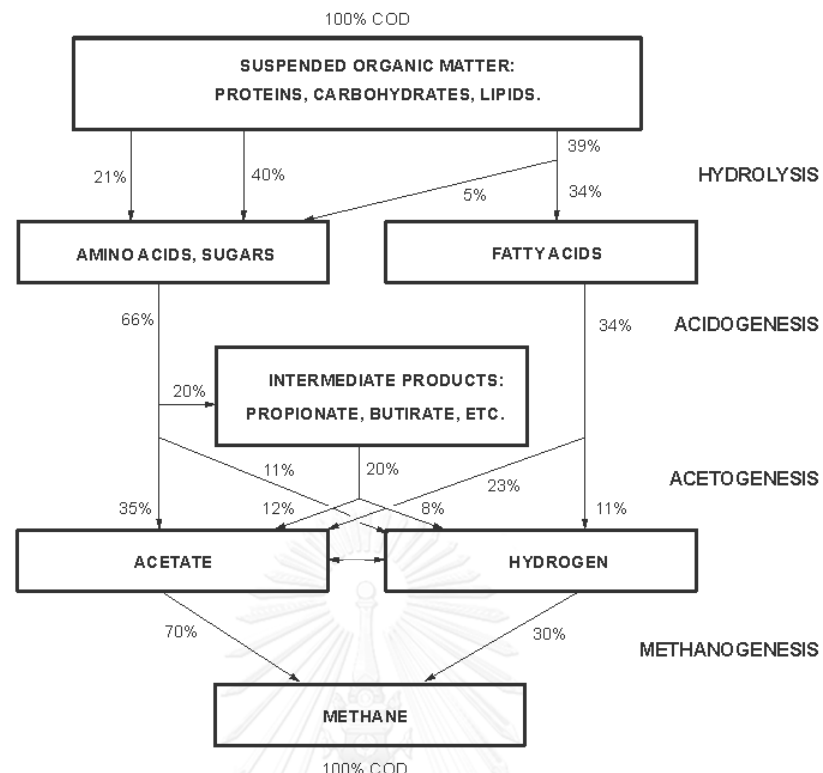 100% COD
SUSPENDED ORGANIC MATTER:
PROTEINS, CARBOHYDRATES, LIPIDS.
39%
21%
40%
HYDROLYSIS
5%
34%
AMINO ACIDS, SUGARS
FATTY ACIDS
66%
34%
ACIDOGENESIS
INTERMEDIATE PRODUCTS:
20%
PROPIONATE, BUTIRATE, ETC.
11%
20%
ACETOGENESIS
23%
35%
12%
8%
11%
ACETATE
HYDROGEN
70%
30%
METHANOGENESIS
METHANE
100% COD